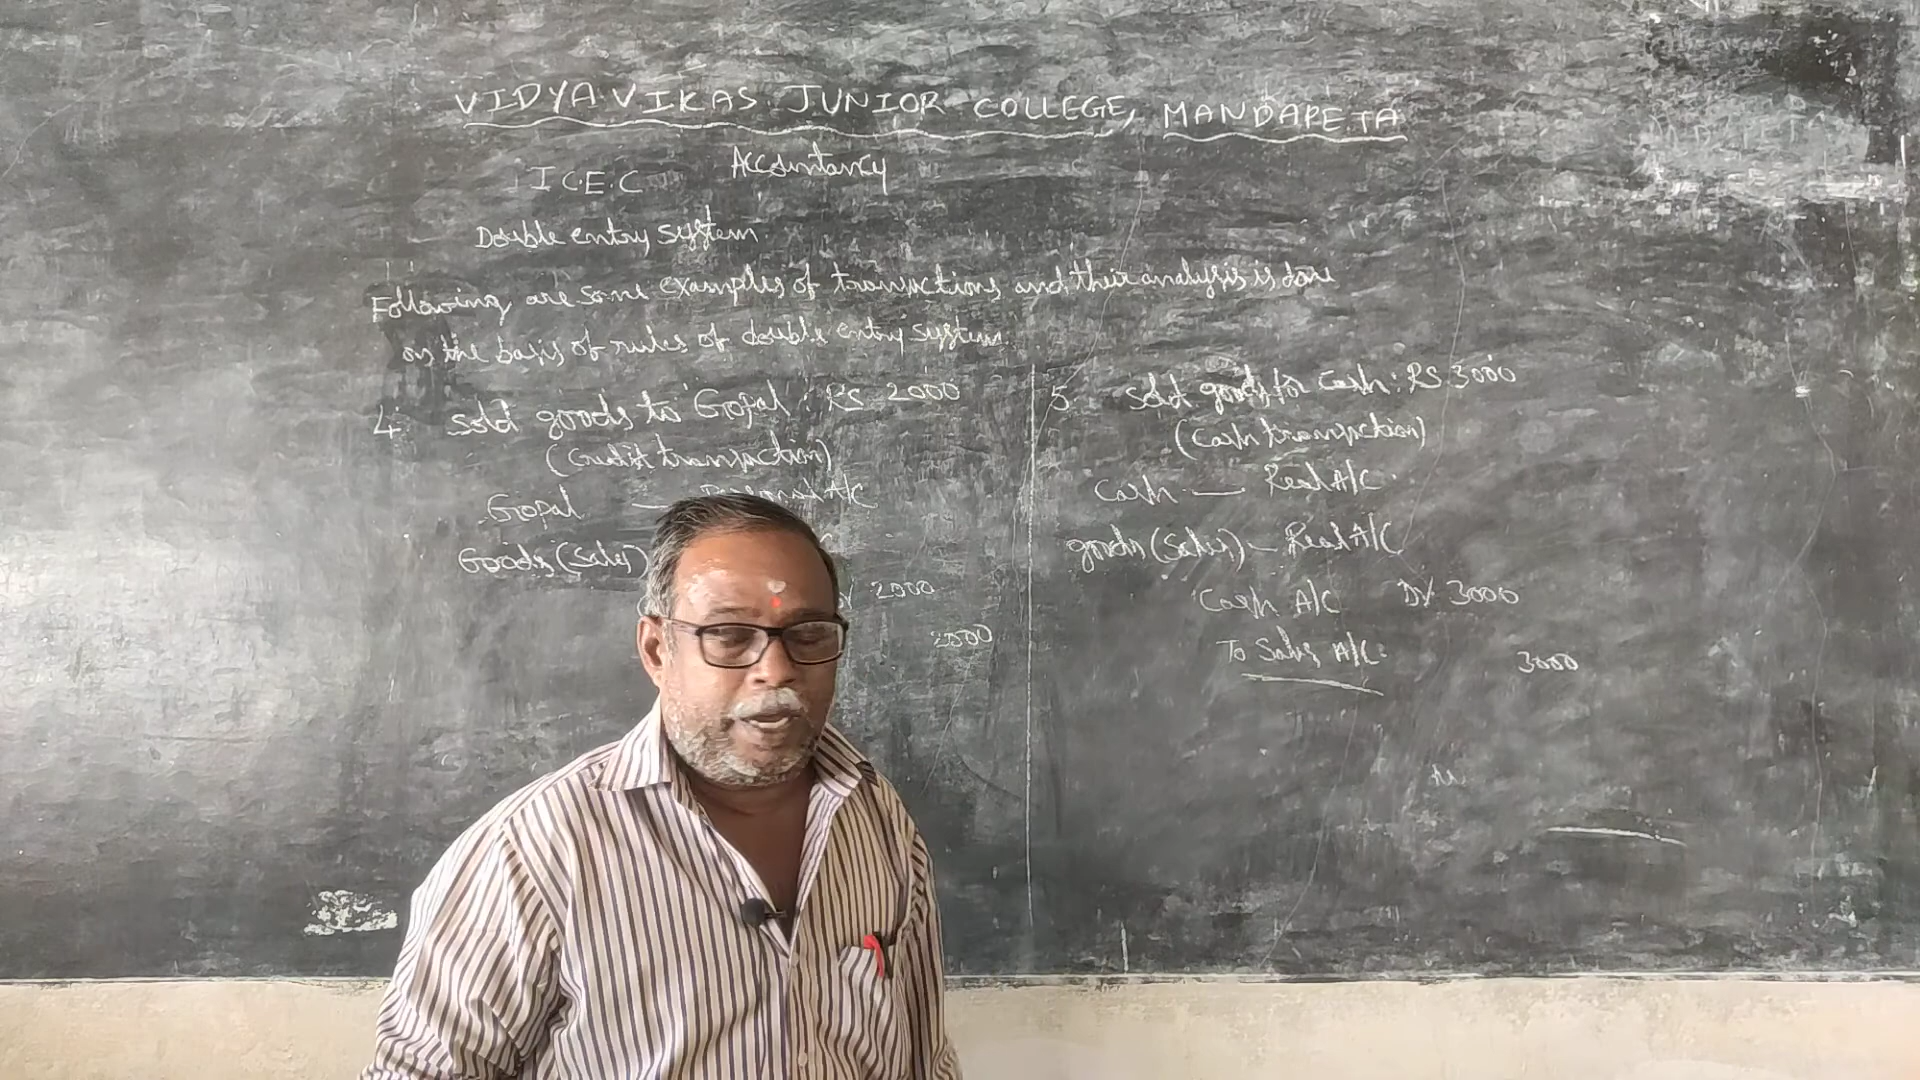 VIDYA VIKAS JUNIOR COLLEGE, MANDAPETA
I C.E.C Accountancy
Double entry system
Following are some examples of transactions and their analysis is done
on the basis of rules of double entry system.
4. Sold goods to Gopal : RS 2000
(Credit transaction)
Gopal — Personal A/C
Goods (Sales)
2000
2000
5 Sold goods for Cash : RS 3000
(Cash transaction)
Cash — Real A/C.
goods (Sales) — Real A/C
Cash A/C Dr 3000
To Sales A/C. 3000